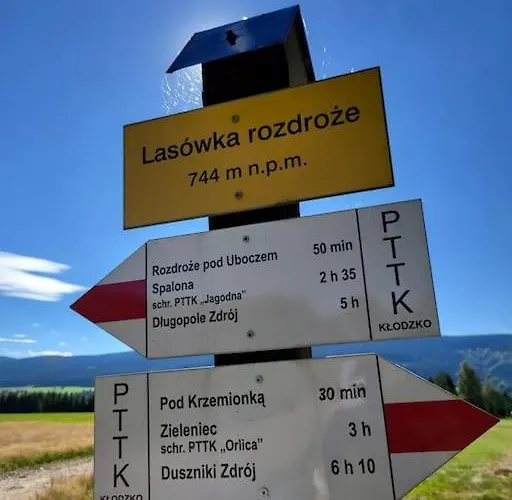 Lasówka rozdroże
744 m n.p.m.
Rozdroże pod Uboczem 50 min
Spalona 2 h 35
schr. PTTK „Jagodna"
Długopole Zdrój 5 h
PTTK
KŁODZKO
PTTK
KŁODZKO
Pod Krzemionką 30 min
Zieleniec 3 h
schr. PTTK „Orlica"
Duszniki Zdrój 6 h 10